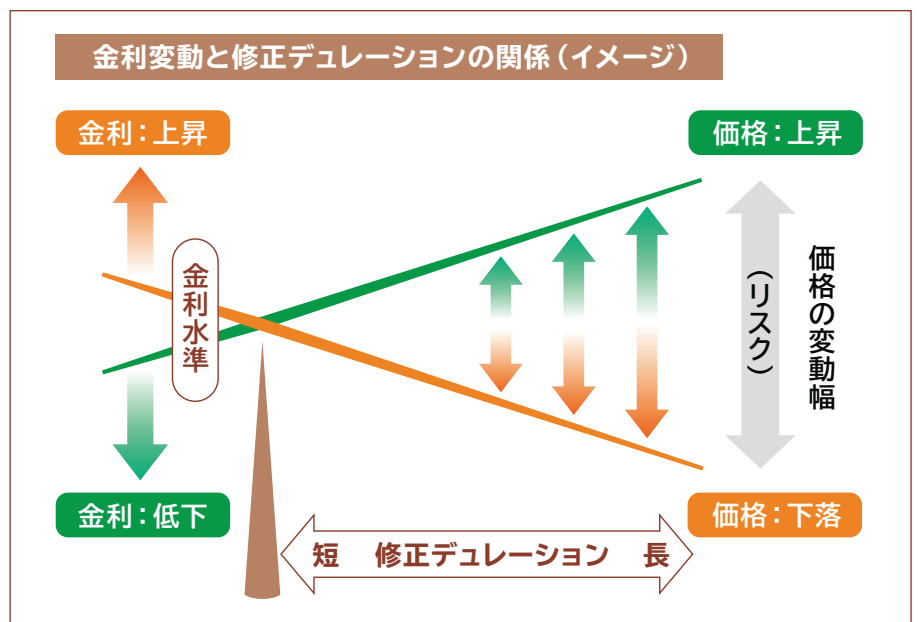 金利変動と修正デュレーションの関係（イメージ）
金利：上昇
価格：上昇
金利水準
価格の変動幅
（リスク）
金利：低下
価格：下落
短 修正デュレーション 長